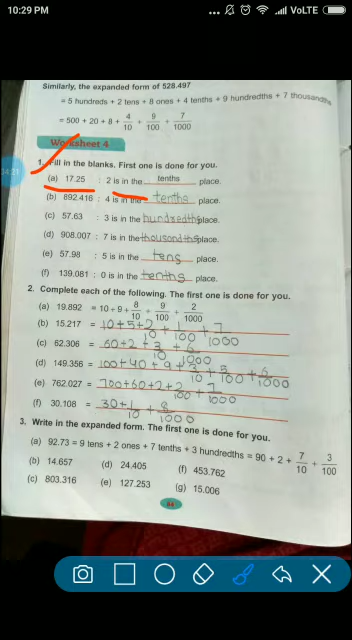 10:29 PM ... VoLTE
Similarly, the expanded form of 528.497
= 5 hundreds + 2 tens + 8 ones + 4 tenths + 9 hundredths + 7 thousandths
= 500 + 20 + 8 + 4/10 + 9/100 + 7/1000
Worksheet 4
04:21
1. Fill in the blanks. First one is done for you.
(a) 17.25 : 2 is in the tenths place.
(b) 892.416 : 4 is in the tenths place.
(c) 57.63 : 3 is in the hundredths place.
(d) 908.007 : 7 is in the thousandths place.
(e) 57.98 : 5 is in the tens place.
(f) 139.081 : 0 is in the tenths place.
2. Complete each of the following. The first one is done for you.
(a) 19.892 = 10 + 9 + 8/10 + 9/100 + 2/1000
(b) 15.217 = 10+5+2/10 + 1/100 + 7/1000
(c) 62.306 = 60+2+3/10 + 6/1000
(d) 149.356 = 100+40+9+3/10 + 5/100 + 6/1000
(e) 762.027 = 700+60+2+2/100 + 7/1000
(f) 30.108 = 30+1/10 + 8/1000
3. Write in the expanded form. The first one is done for you.
(a) 92.73 = 9 tens + 2 ones + 7 tenths + 3 hundredths = 90 + 2 + 7/10 + 3/100
(b) 14.657 (d) 24.405 (f) 453.762
(c) 803.316 (e) 127.253 (g) 15.006